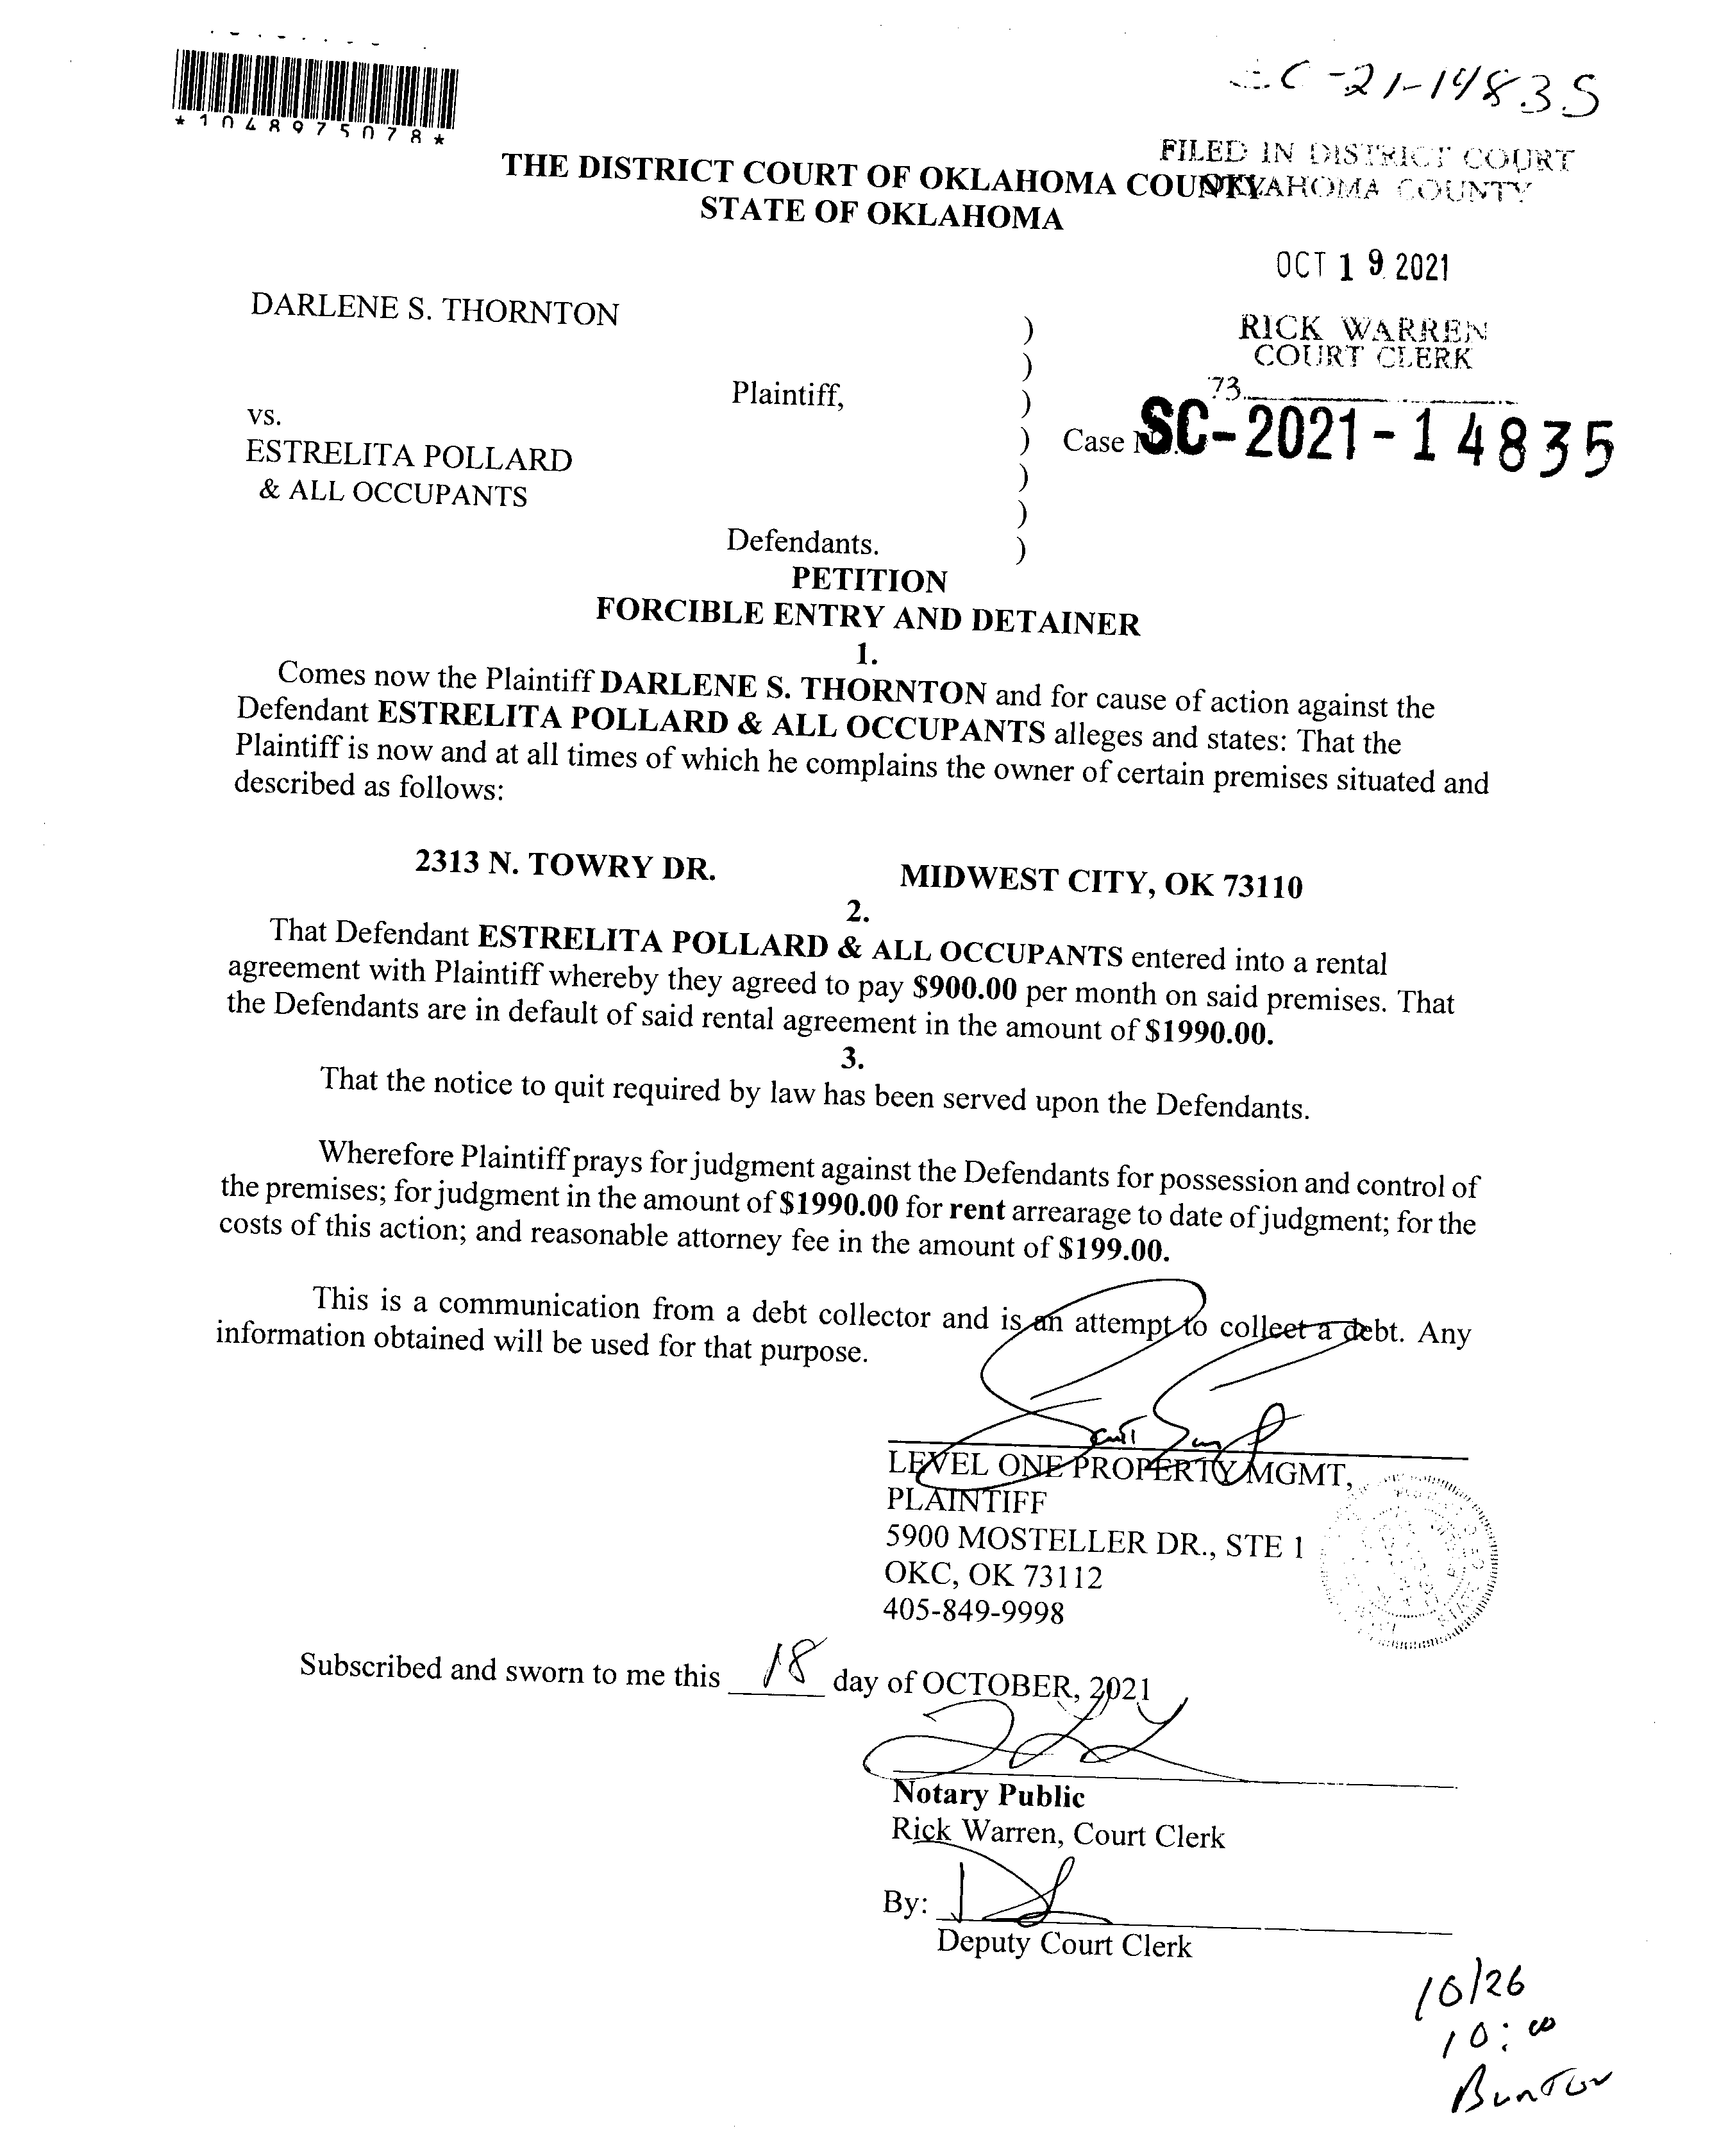 C-21-14835
*1048975078*
FILED IN DISTRICT COURT
OKLAHOMA COUNTY
THE DISTRICT COURT OF OKLAHOMA COUNTY
STATE OF OKLAHOMA
OCT 19 2021
DARLENE S. THORNTON )
RICK WARREN
COURT CLERK
)
Plaintiff, )
73
vs.
) Case No. SC-2021-14835
ESTRELITA POLLARD )
& ALL OCCUPANTS )
Defendants. )
PETITION
FORCIBLE ENTRY AND DETAINER
1.
Comes now the Plaintiff DARLENE S. THORNTON and for cause of action against the
Defendant ESTRELITA POLLARD & ALL OCCUPANTS alleges and states: That the
Plaintiff is now and at all times of which he complains the owner of certain premises situated and
described as follows:
2313 N. TOWRY DR. MIDWEST CITY, OK 73110
2.
That Defendant ESTRELITA POLLARD & ALL OCCUPANTS entered into a rental
agreement with Plaintiff whereby they agreed to pay $900.00 per month on said premises. That
the Defendants are in default of said rental agreement in the amount of $1990.00.
3.
That the notice to quit required by law has been served upon the Defendants.
Wherefore Plaintiff prays for judgment against the Defendants for possession and control of
the premises; for judgment in the amount of $1990.00 for rent arrearage to date of judgment; for the
costs of this action; and reasonable attorney fee in the amount of $199.00.
This is a communication from a debt collector and is an attempt to collect a debt. Any
information obtained will be used for that purpose.
LEVEL ONE PROPERTY MGMT,
PLAINTIFF
5900 MOSTELLER DR., STE 1
OKC, OK 73112
405-849-9998
Subscribed and sworn to me this 18 day of OCTOBER, 2021
Notary Public
Rick Warren, Court Clerk
By:
Deputy Court Clerk
10/26
10:00